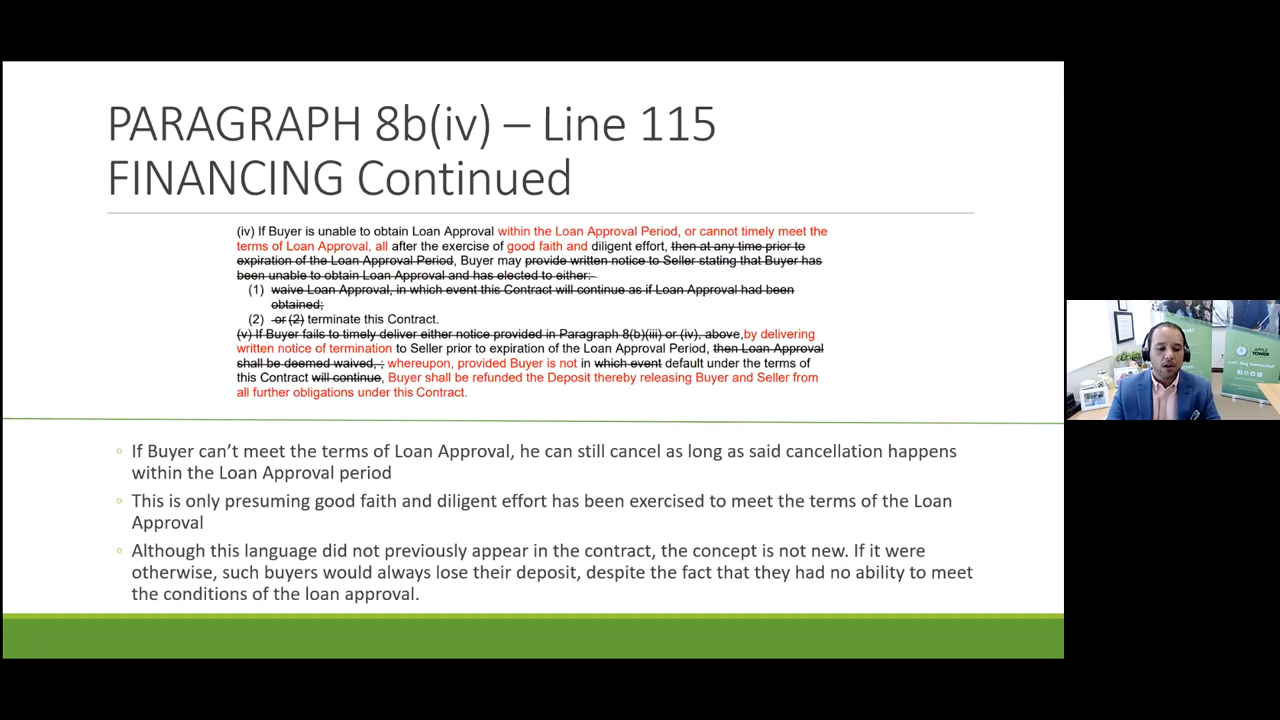 PARAGRAPH 8b(iv) – Line 115
FINANCING Continued
(iv) If Buyer is unable to obtain Loan Approval within the Loan Approval Period, or cannot timely meet the
terms of Loan Approval, all after the exercise of good faith and diligent effort, then at any time prior to
expiration of the Loan Approval Period, Buyer may provide written notice to Seller stating that Buyer has
been unable to obtain Loan Approval and has elected to either:
(1) waive Loan Approval, in which event this Contract will continue as if Loan Approval had been
obtained;
(2) or (2) terminate this Contract.
(v) If Buyer fails to timely deliver either notice provided in Paragraph 8(b)(iii) or (iv), above, by delivering
written notice of termination to Seller prior to expiration of the Loan Approval Period, then Loan Approval
shall be deemed waived, ; whereupon, provided Buyer is not in which event default under the terms of
this Contract will continue, Buyer shall be refunded the Deposit thereby releasing Buyer and Seller from
all further obligations under this Contract.
If Buyer can’t meet the terms of Loan Approval, he can still cancel as long as said cancellation happens
within the Loan Approval period
This is only presuming good faith and diligent effort has been exercised to meet the terms of the Loan
Approval
Although this language did not previously appear in the contract, the concept is not new. If it were
otherwise, such buyers would always lose their deposit, despite the fact that they had no ability to meet
the conditions of the loan approval.
APPLE
TOWER